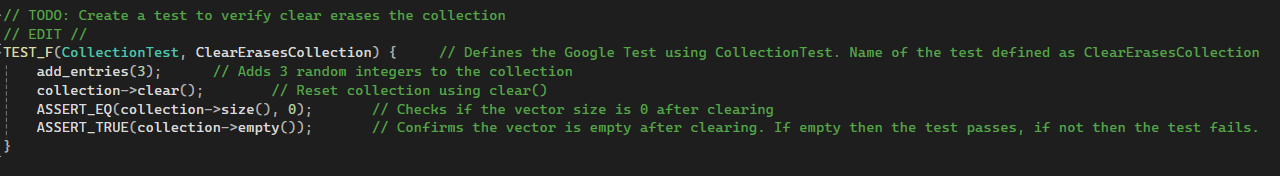 // TODO: Create a test to verify clear erases the collection
// EDIT //
TEST_F(CollectionTest, ClearErasesCollection) {     // Defines the Google Test using CollectionTest. Name of the test defined as ClearErasesCollection
    add_entries(3);      // Adds 3 random integers to the collection
    collection->clear();        // Reset collection using clear()
    ASSERT_EQ(collection->size(), 0);       // Checks if the vector size is 0 after clearing
    ASSERT_TRUE(collection->empty());       // Confirms the vector is empty after clearing. If empty then the test passes, if not then the test fails.
}